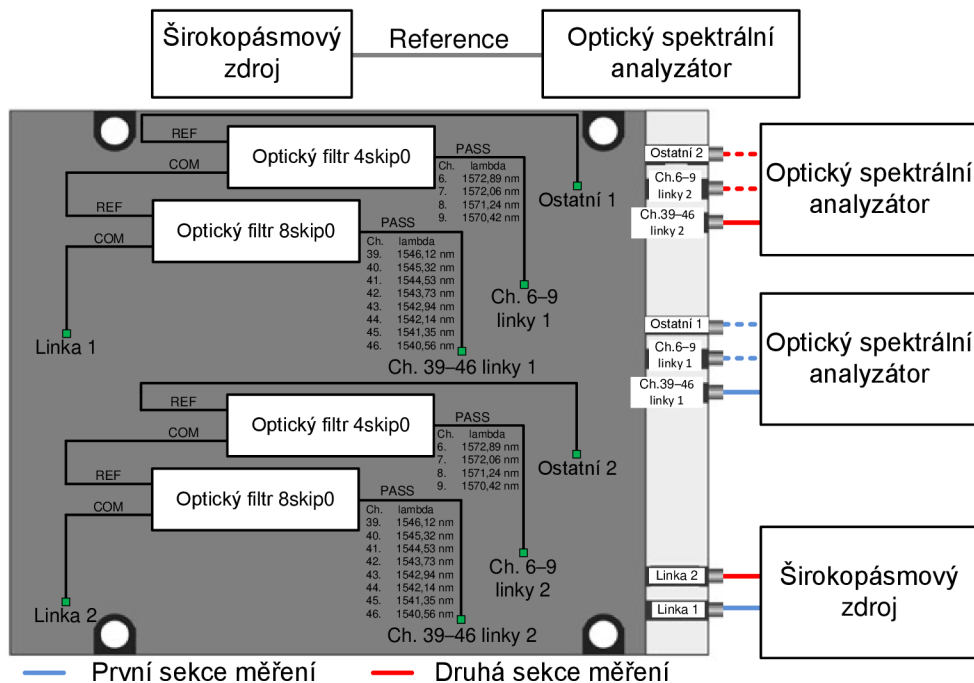 Širokopásmový
zdroj
Reference
Optický spektrální
analyzátor
REF
COM
Optický filtr 4skip0
PASS
Ch. lambda
6. 1572,89 nm
7. 1572,06 nm
8. 1571,24 nm
9. 1570,42 nm
Ostatní 1
REF
COM
Optický filtr 8skip0
PASS
Ch. lambda
39. 1546,12 nm
40. 1545,32 nm
41. 1544,53 nm
42. 1543,73 nm
43. 1542,94 nm
44. 1542,14 nm
45. 1541,35 nm
46. 1540,56 nm
Ch. 6–9
linky 1
Linka 1
Ch. 39–46 linky 1
REF
COM
Optický filtr 4skip0
PASS
Ch. lambda
6. 1572,89 nm
7. 1572,06 nm
8. 1571,24 nm
9. 1570,42 nm
Ostatní 2
REF
COM
Optický filtr 8skip0
PASS
Ch. lambda
39. 1546,12 nm
40. 1545,32 nm
41. 1544,53 nm
42. 1543,73 nm
43. 1542,94 nm
44. 1542,14 nm
45. 1541,35 nm
46. 1540,56 nm
Ch. 6–9
linky 2
Linka 2
Ch. 39–46 linky 2
Ostatní 2
Ch.6–9
linky 2
Ch.39–46
linky 2
Optický spektrální
analyzátor
Ostatní 1
Ch.6–9
linky 1
Ch.39–46
linky 1
Optický spektrální
analyzátor
Linka 2
Linka 1
Širokopásmový
zdroj
První sekce měření
Druhá sekce měření